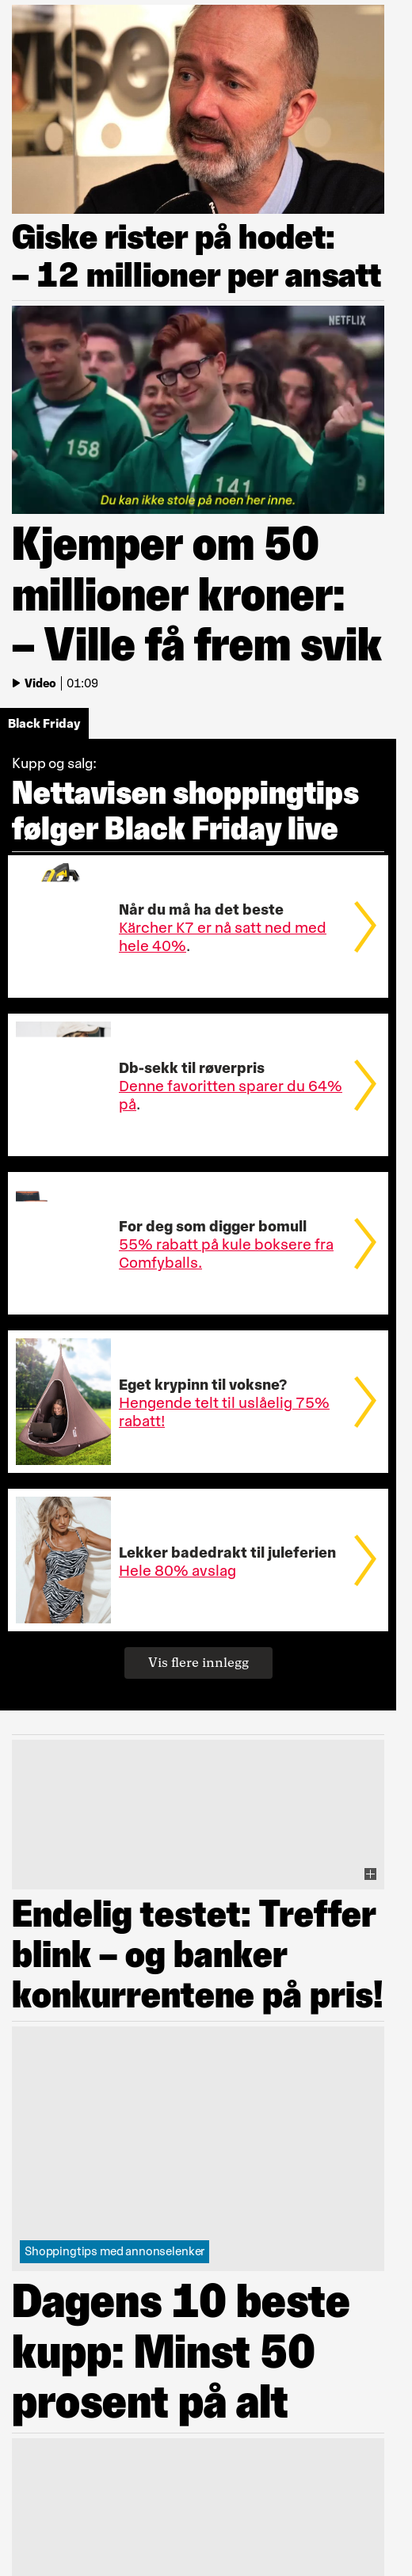 Giske rister på hodet:
– 12 millioner per ansatt
NETFLIX
158
141
Du kan ikke stole på noen her inne.
Kjemper om 50
millioner kroner:
– Ville få frem svik
Video 01:09
Black Friday
Kupp og salg:
Nettavisen shoppingtips
følger Black Friday live
Når du må ha det beste
Kärcher K7 er nå satt ned med
hele 40%.
Db-sekk til røverpris
Denne favoritten sparer du 64%
på.
For deg som digger bomull
55% rabatt på kule boksere fra
Comfyballs.
Eget krypinn til voksne?
Hengende telt til uslåelig 75%
rabatt!
Lekker badedrakt til juleferien
Hele 80% avslag
Vis flere innlegg
Endelig testet: Treffer
blink – og banker
konkurrentene på pris!
Shoppingtips med annonselenker
Dagens 10 beste
kupp: Minst 50
prosent på alt